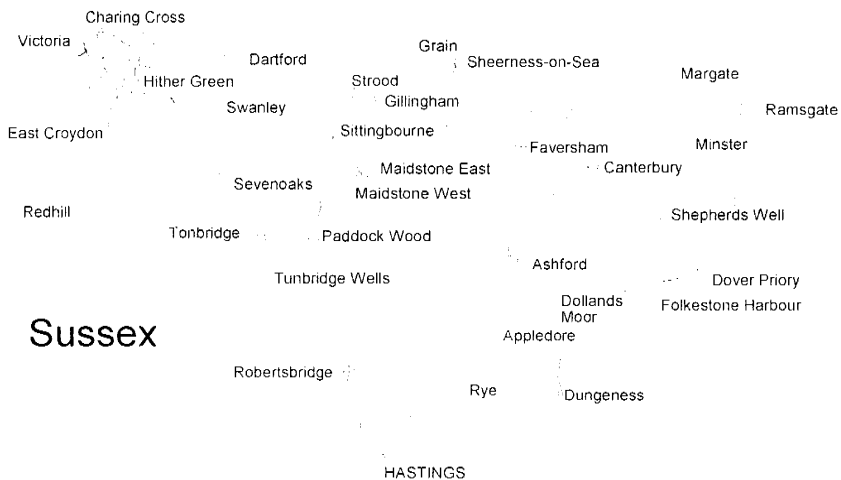 Charing Cross
Victoria
Grain
Dartford
Sheerness-on-Sea
Margate
Hither Green
Strood
Gillingham
Swanley
Ramsgate
East Croydon
Sittingbourne
Faversham
Minster
Maidstone East
Canterbury
Sevenoaks
Maidstone West
Redhill
Shepherds Well
Tonbridge
Paddock Wood
Ashford
Tunbridge Wells
Dover Priory
Dollands
Moor
Folkestone Harbour
Sussex
Appledore
Robertsbridge
Rye
Dungeness
HASTINGS